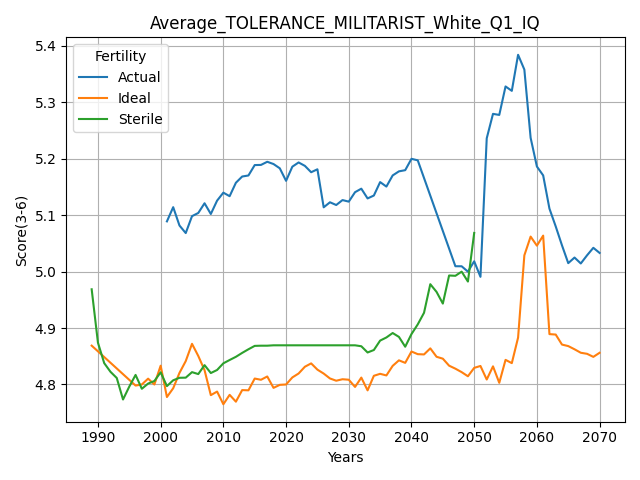 Average_TOLERANCE_MILITARIST_White_Q1_IQ
Fertility
Actual
Ideal
Sterile
Score(3-6)
5.4
5.3
5.2
5.1
5.0
4.9
4.8
1990 2000 2010 2020 2030 2040 2050 2060 2070
Years